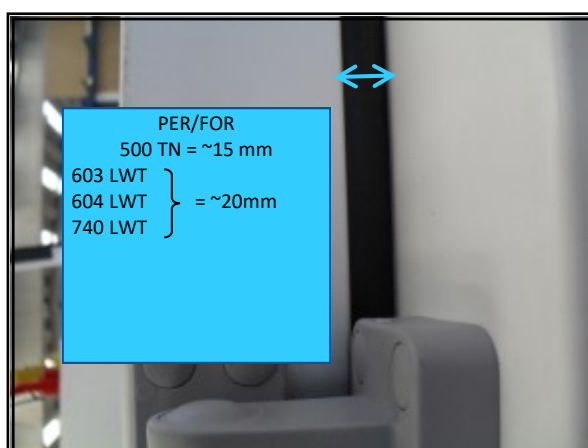 PER/FOR
500 TN = ~15 mm
603 LWT
604 LWT = ~20mm
740 LWT